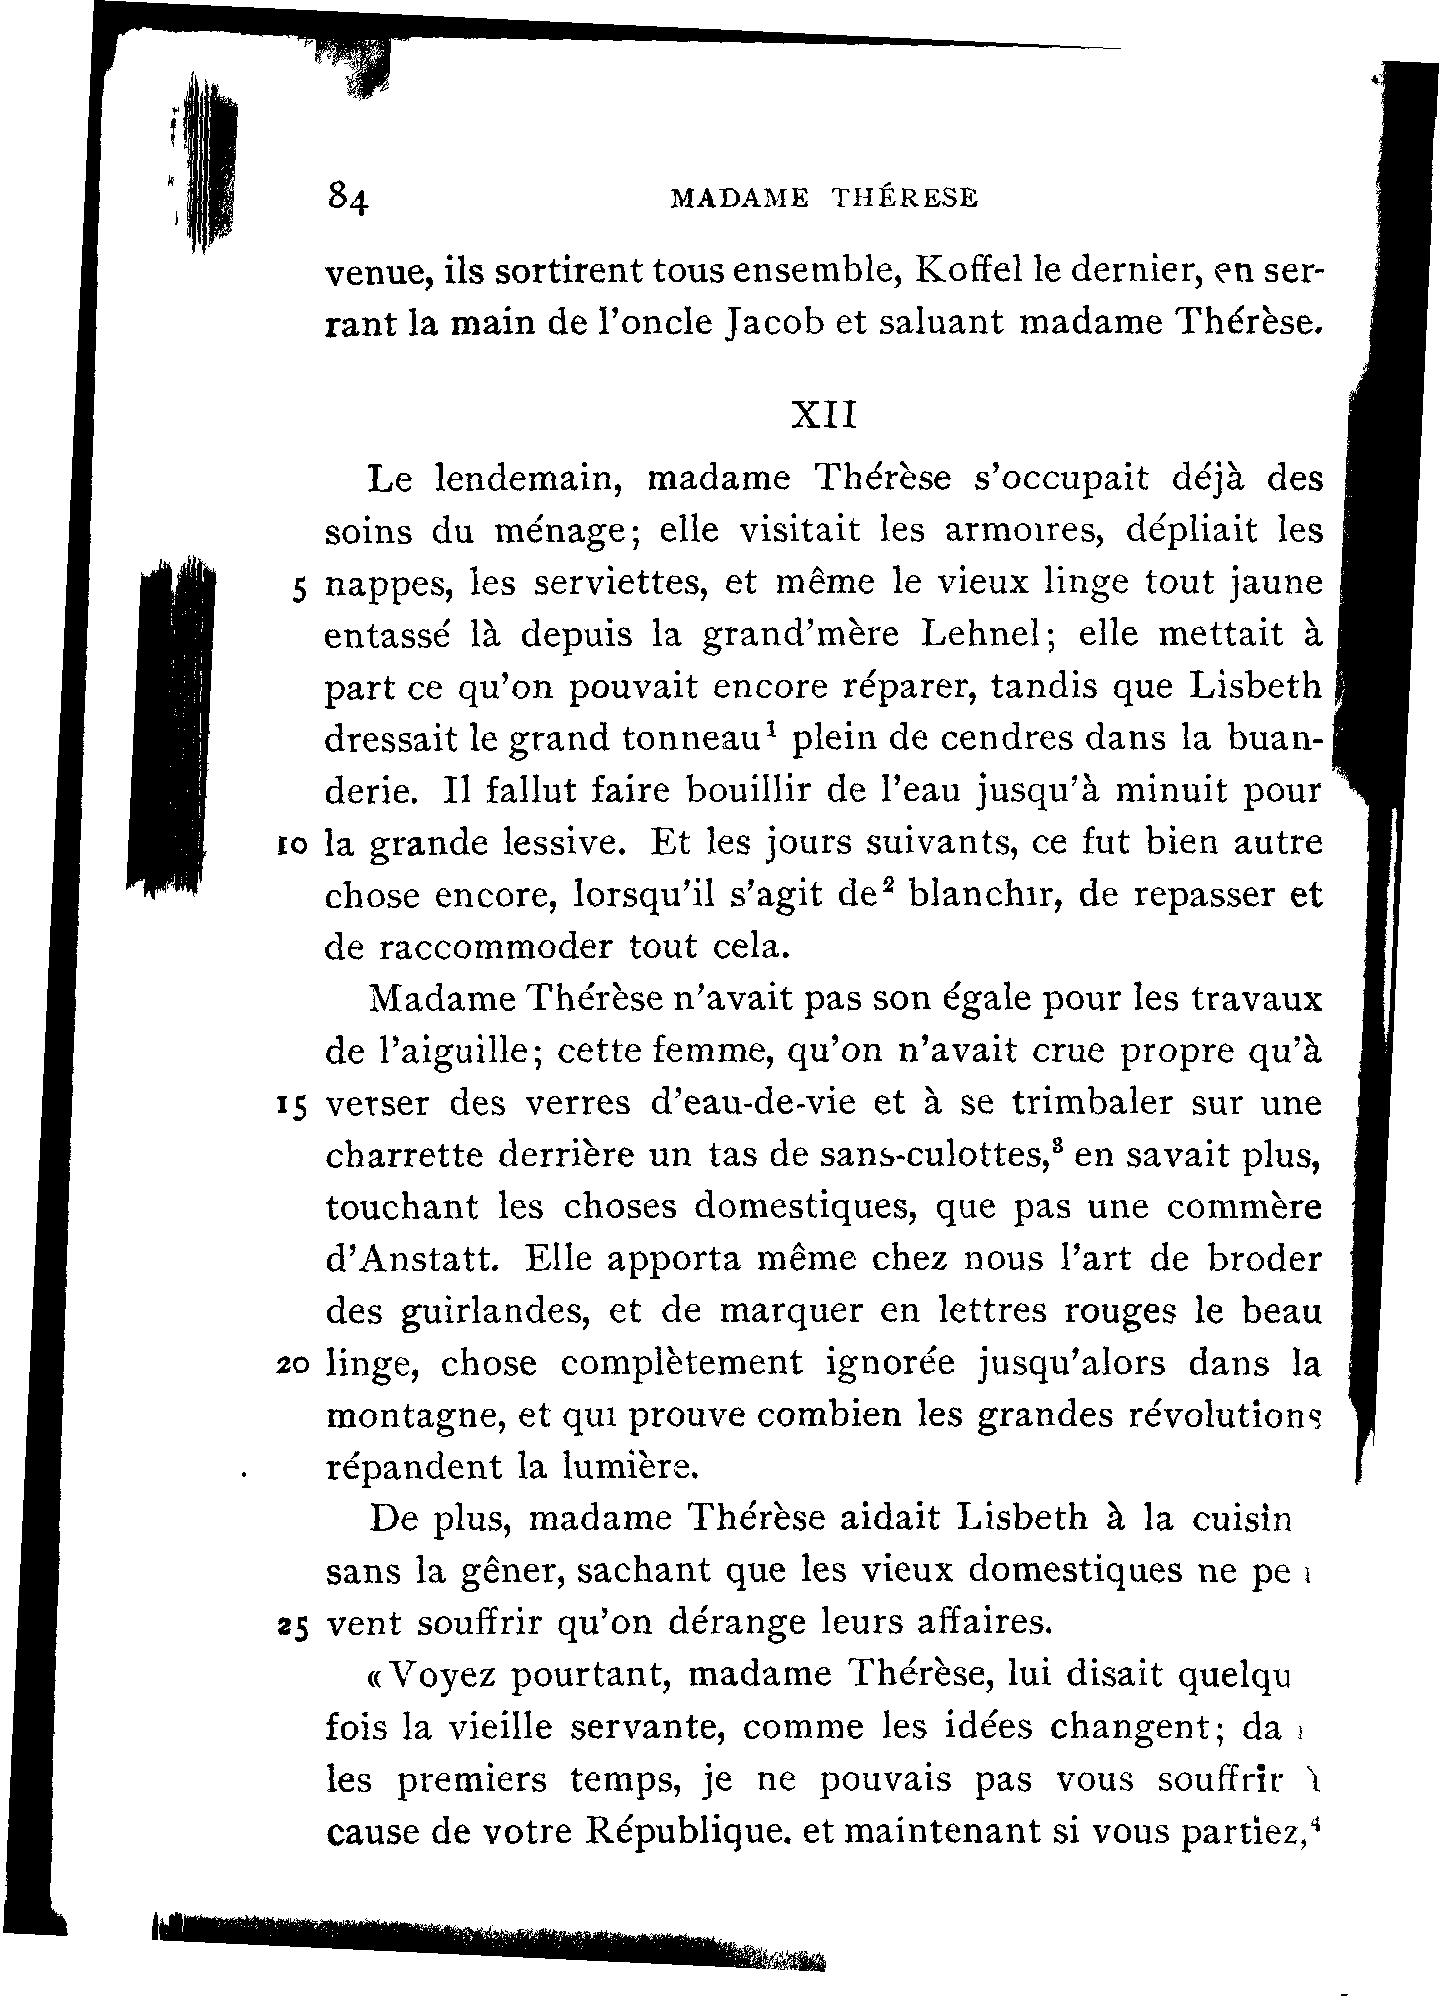 84 MADAME THÉRESE
venue, ils sortirent tous ensemble, Koffel le dernier, en ser-
rant la main de l'oncle Jacob et saluant madame Thérèse.
XII
Le lendemain, madame Thérèse s'occupait déjà des
soins du ménage; elle visitait les armoires, dépliait les
5 nappes, les serviettes, et même le vieux linge tout jaune
entassé là depuis la grand'mère Lehnel; elle mettait à
part ce qu'on pouvait encore réparer, tandis que Lisbeth
dressait le grand tonneau¹ plein de cendres dans la buan-
derie. Il fallut faire bouillir de l'eau jusqu'à minuit pour
10 la grande lessive. Et les jours suivants, ce fut bien autre
chose encore, lorsqu'il s'agit de² blanchir, de repasser et
de raccommoder tout cela.
Madame Thérèse n'avait pas son égale pour les travaux
de l'aiguille; cette femme, qu'on n'avait crue propre qu'à
15 verser des verres d'eau-de-vie et à se trimbaler sur une
charrette derrière un tas de sans-culottes,³ en savait plus,
touchant les choses domestiques, que pas une commère
d'Anstatt. Elle apporta même chez nous l'art de broder
des guirlandes, et de marquer en lettres rouges le beau
20 linge, chose complètement ignorée jusqu'alors dans la
montagne, et qui prouve combien les grandes révolutions
répandent la lumière.
De plus, madame Thérèse aidait Lisbeth à la cuisin
sans la gêner, sachant que les vieux domestiques ne pe
25 vent souffrir qu'on dérange leurs affaires.
«Voyez pourtant, madame Thérèse, lui disait quelqu
fois la vieille servante, comme les idées changent; da
les premiers temps, je ne pouvais pas vous souffrir
cause de votre République. et maintenant si vous partiez,⁴